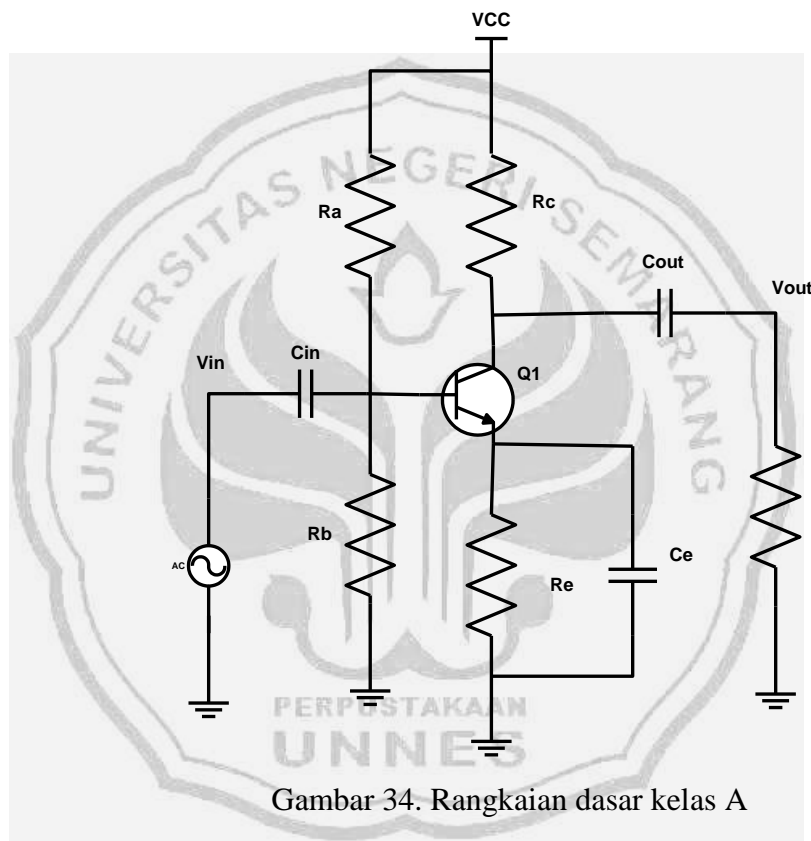 VCC
UNIVERSITAS NEGERI SEMARANG
Ra
Rc
Cout
Vout
Vin
Cin
Q1
Rb
AC
Re
Ce
PERPUSTAKAAN
UNNES
Gambar 34. Rangkaian dasar kelas A